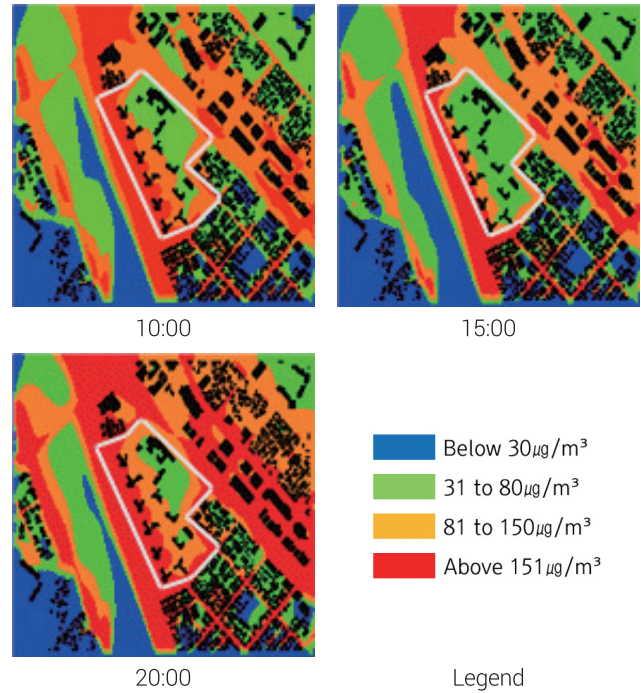 10:00
15:00
Below 30㎍/m³
31 to 80㎍/m³
81 to 150㎍/m³
Above 151㎍/m³
20:00
Legend